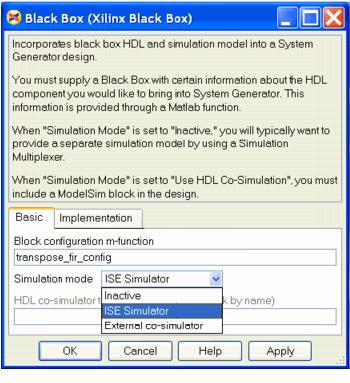 Black Box (Xilinx Black Box)
Incorporates black box HDL and simulation model into a System
Generator design.
You must supply a Black Box with certain information about the HDL
component you would like to bring into System Generator. This
information is provided through a Matlab function.
When "Simulation Mode" is set to "Inactive," you will typically want to
provide a separate simulation model by using a Simulation
Multiplexer.
When "Simulation Mode" is set to "Use HDL Co-Simulation", you must
include a ModelSim block in the design.
Basic Implementation
Block configuration m-function
transpose_fir_config
Simulation mode ISE Simulator
Inactive
HDL co-simulator t k by name)
ISE Simulator
External co-simulator
OK Cancel Help Apply